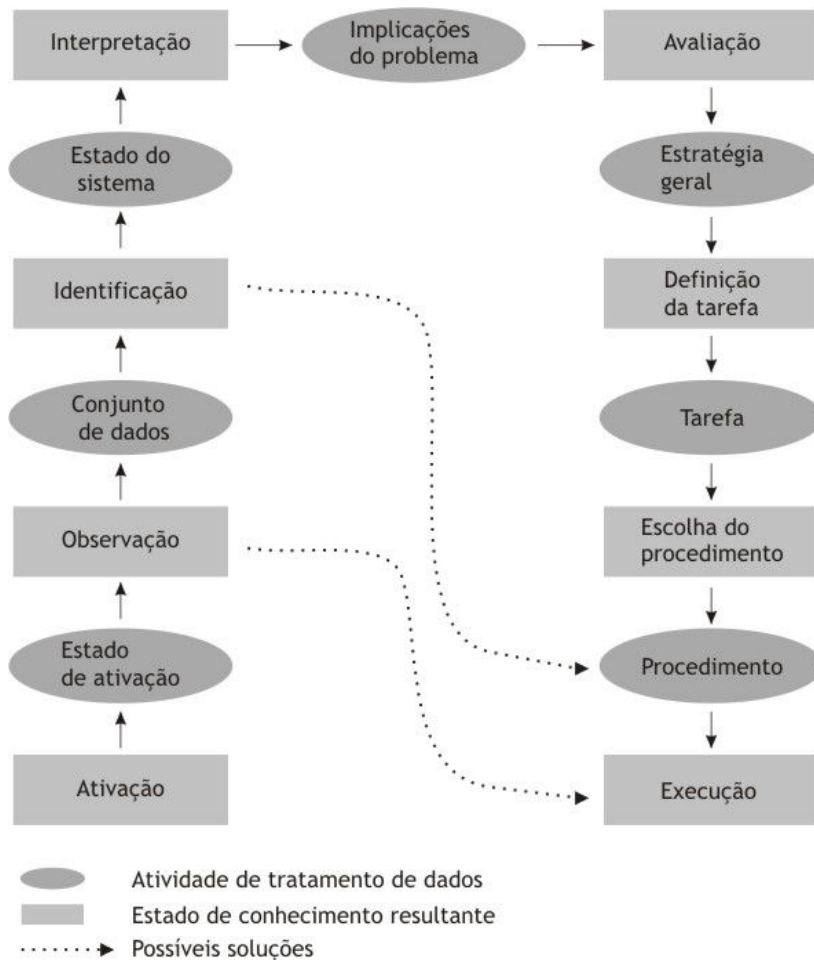 Interpretação
Implicações
do problema
Avaliação
Estado do
sistema
Estratégia
geral
Identificação
Definição
da tarefa
Conjunto
de dados
Tarefa
Observação
Escolha do
procedimento
Estado
de ativação
Procedimento
Ativação
Execução
Atividade de tratamento de dados
Estado de conhecimento resultante
Possíveis soluções